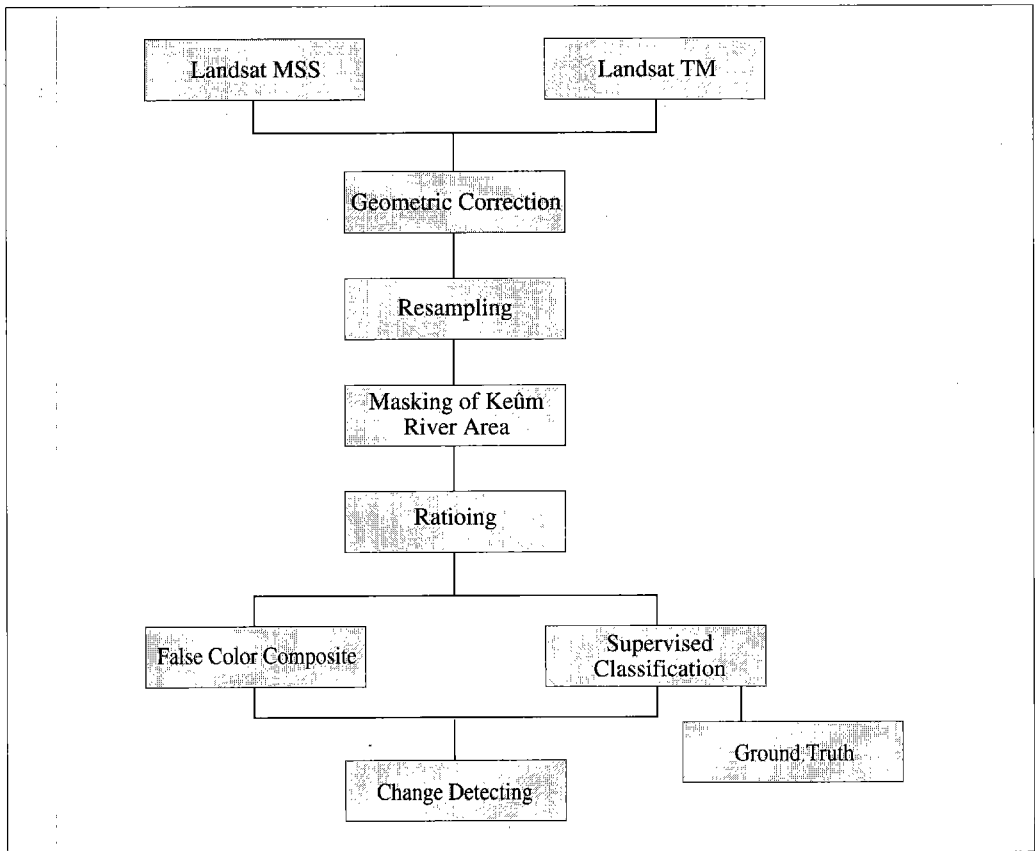 Landsat MSS
Landsat TM
Geometric Correction
Resampling
Masking of Keûm
River Area
Ratioing
False Color Composite
Supervised
Classification
Ground Truth
Change Detecting